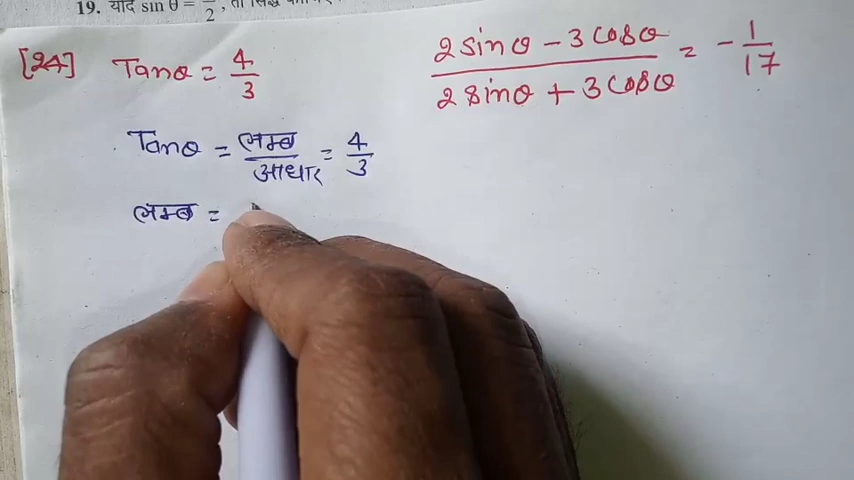 19. यदि sin θ = 2
[24] Tanθ = 4/3
2sinθ - 3cosθ / 2sinθ + 3cosθ = - 1/17
Tanθ = लम्ब/आधार = 4/3
लम्ब =